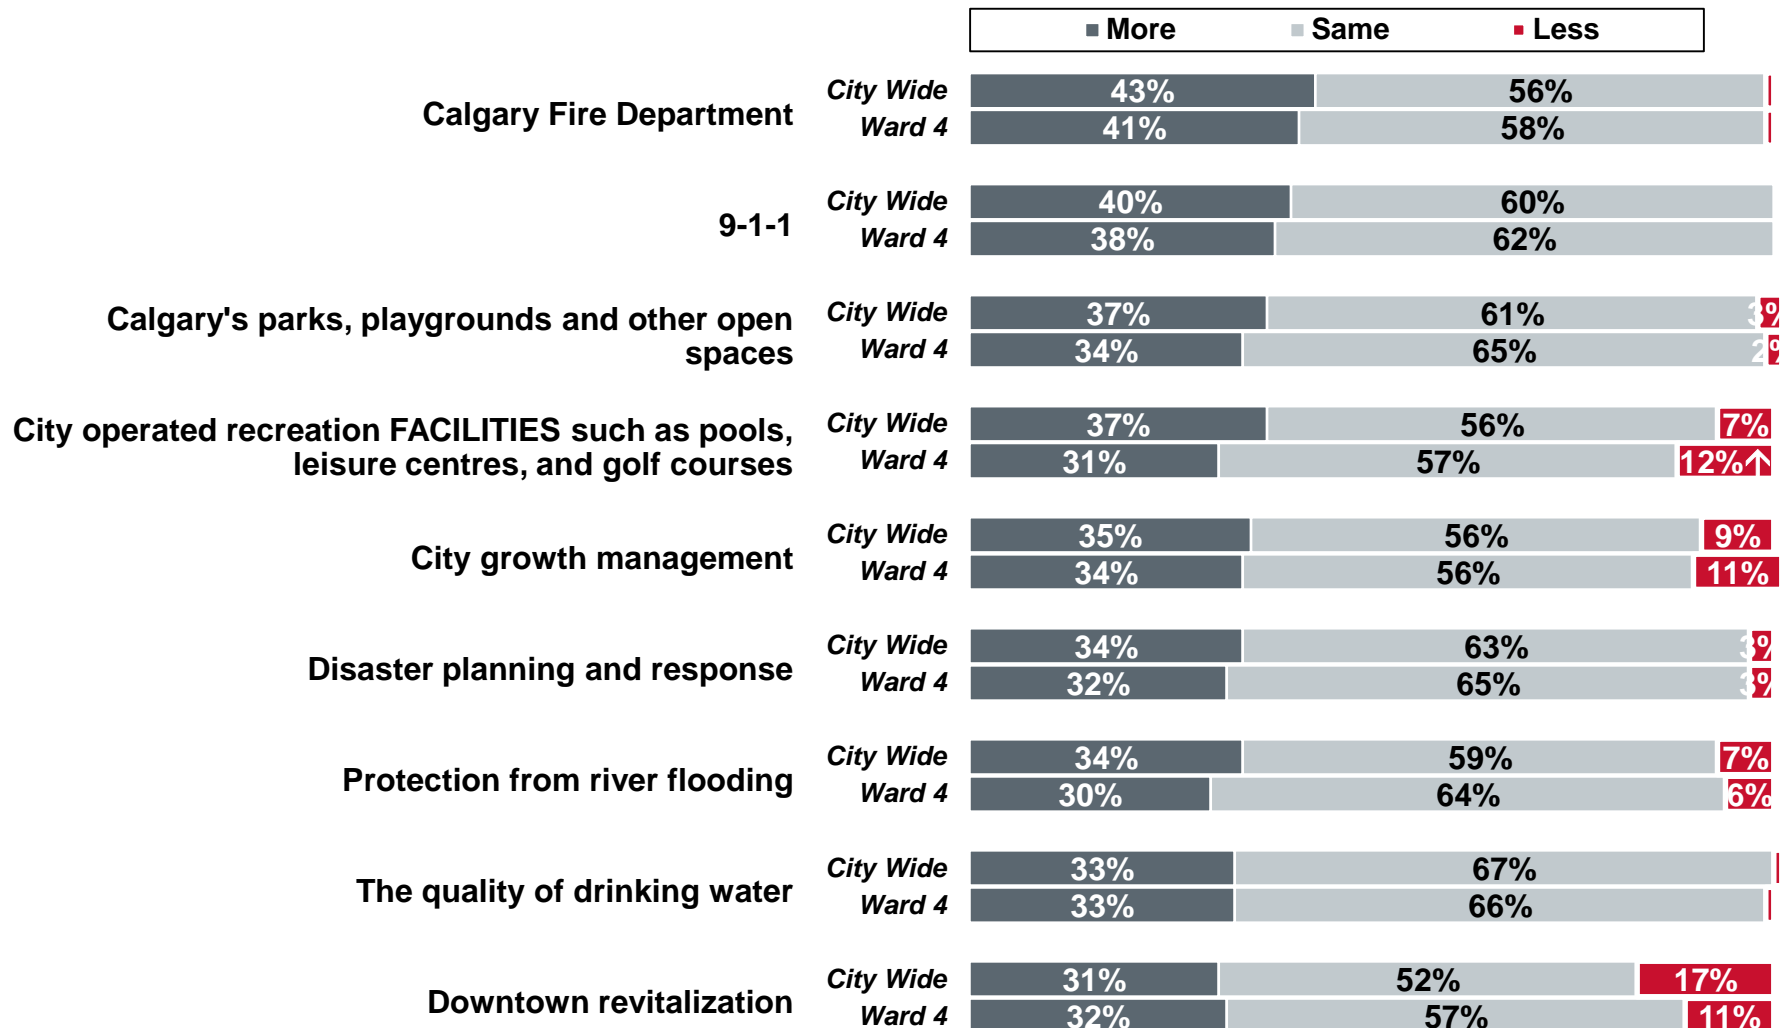 More Same Less
Calgary Fire Department
City Wide 43% 56%
Ward 4 41% 58%
9-1-1
City Wide 40% 60%
Ward 4 38% 62%
Calgary's parks, playgrounds and other open
spaces
City Wide 37% 61% 3%
Ward 4 34% 65% 2%
City operated recreation FACILITIES such as pools,
leisure centres, and golf courses
City Wide 37% 56% 7%
Ward 4 31% 57% 12%↑
City growth management
City Wide 35% 56% 9%
Ward 4 34% 56% 11%
Disaster planning and response
City Wide 34% 63% 3%
Ward 4 32% 65% 3%
Protection from river flooding
City Wide 34% 59% 7%
Ward 4 30% 64% 6%
The quality of drinking water
City Wide 33% 67%
Ward 4 33% 66%
Downtown revitalization
City Wide 31% 52% 17%
Ward 4 32% 57% 11%